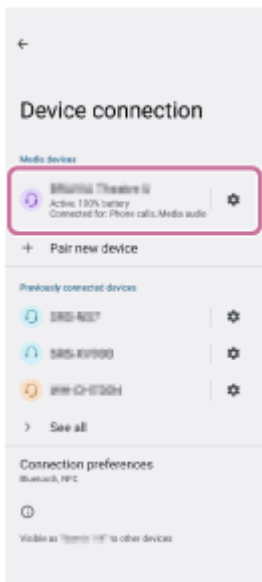 Device connection
Media devices
Theatre U
Active. 100% battery
Connected for: Phone calls, Media audio
+ Pair new device
Previously connected devices
> See all
Connection preferences
Bluetooth, NFC
Visible as to other devices